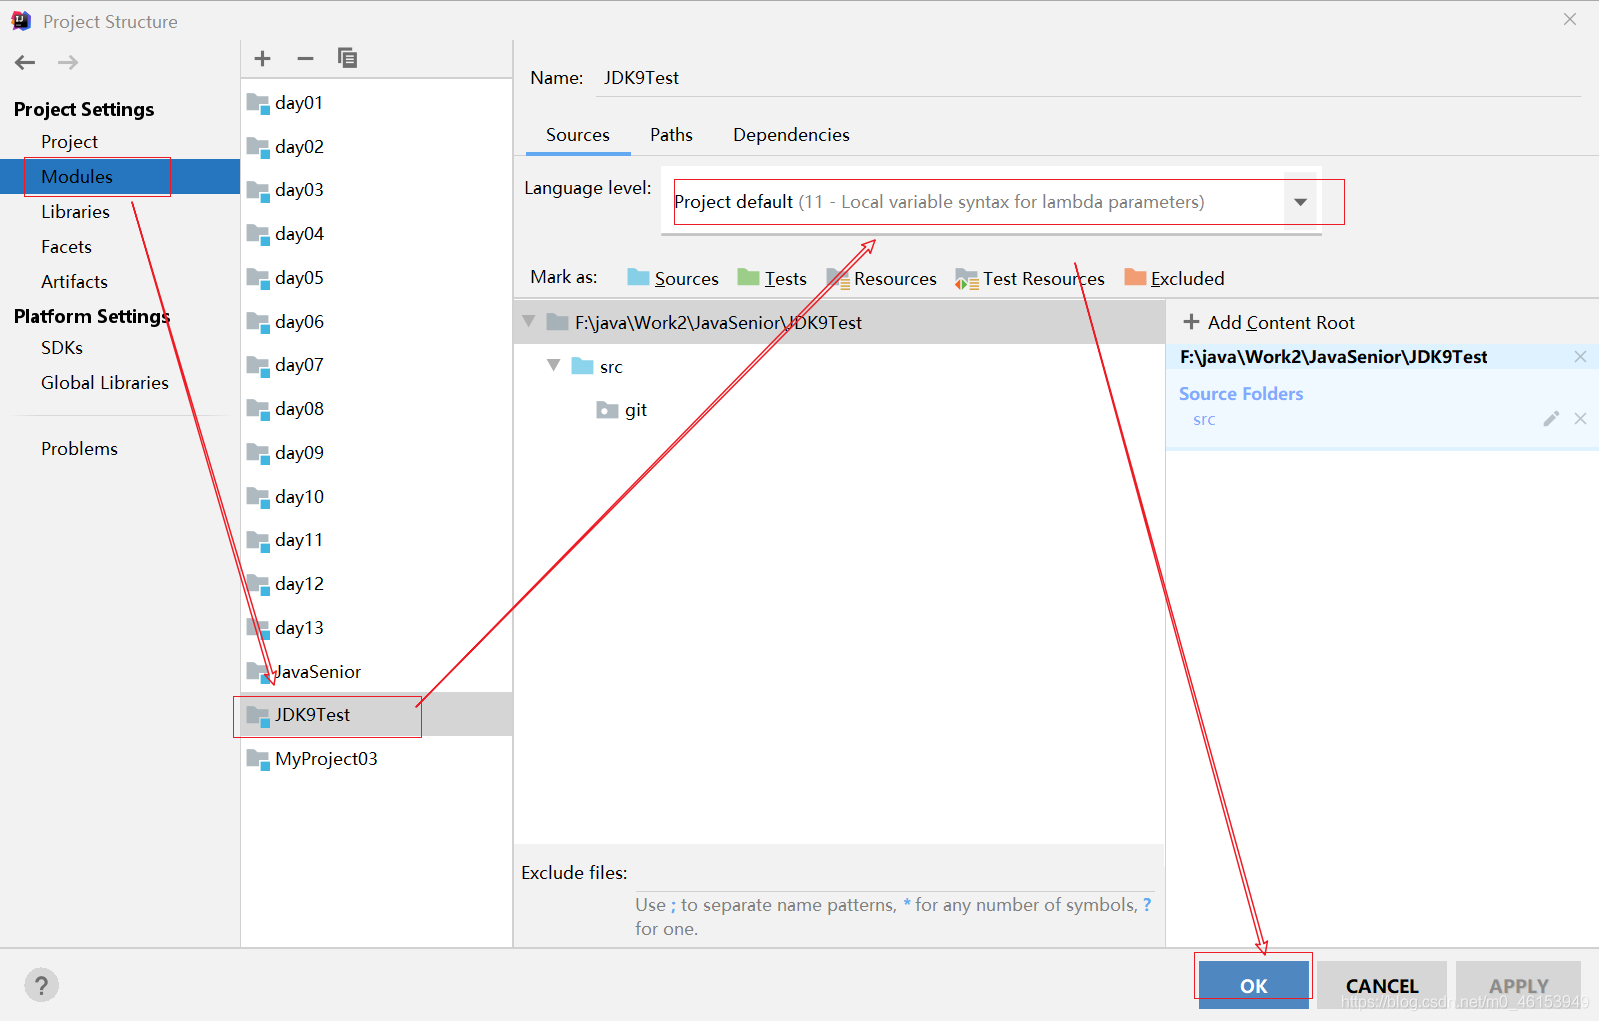 Project Structure
Project Settings
Project
Modules
Libraries
Facets
Artifacts
Platform Settings
SDKs
Global Libraries
Problems
day01
day02
day03
day04
day05
day06
day07
day08
day09
day10
day11
day12
day13
JavaSenior
JDK9Test
MyProject03
Name: JDK9Test
Sources Paths Dependencies
Language level: Project default (11 - Local variable syntax for lambda parameters)
Mark as: Sources Tests Resources Test Resources Excluded
F:\java\Work2\JavaSenior\JDK9Test
src
git
+ Add Content Root
F:\java\Work2\JavaSenior\JDK9Test
Source Folders
src
Exclude files:
Use ; to separate name patterns, * for any number of symbols, ?
for one.
? OK CANCEL APPLY
https://blog.csdn.net/m0_46153949